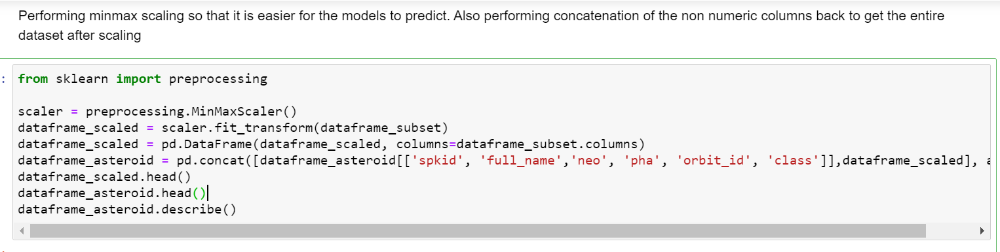 Performing minmax scaling so that it is easier for the models to predict. Also performing concatenation of the non numeric columns back to get the entire
dataset after scaling
: from sklearn import preprocessing
scaler = preprocessing.MinMaxScaler()
dataframe_scaled = scaler.fit_transform(dataframe_subset)
dataframe_scaled = pd.DataFrame(dataframe_scaled, columns=dataframe_subset.columns)
dataframe_asteroid = pd.concat([dataframe_asteroid[['spkid', 'full_name','neo', 'pha', 'orbit_id', 'class']],dataframe_scaled],
dataframe_scaled.head()
dataframe_asteroid.head()
dataframe_asteroid.describe()